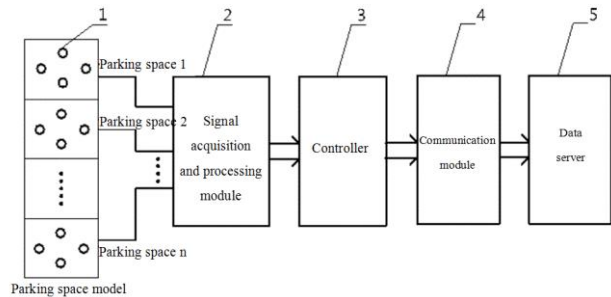 1
2
3
4
5
Parking space 1
Parking space 2
Parking space n
Parking space model
Signal
acquisition
and processing
module
Controller
Communication
module
Data
server